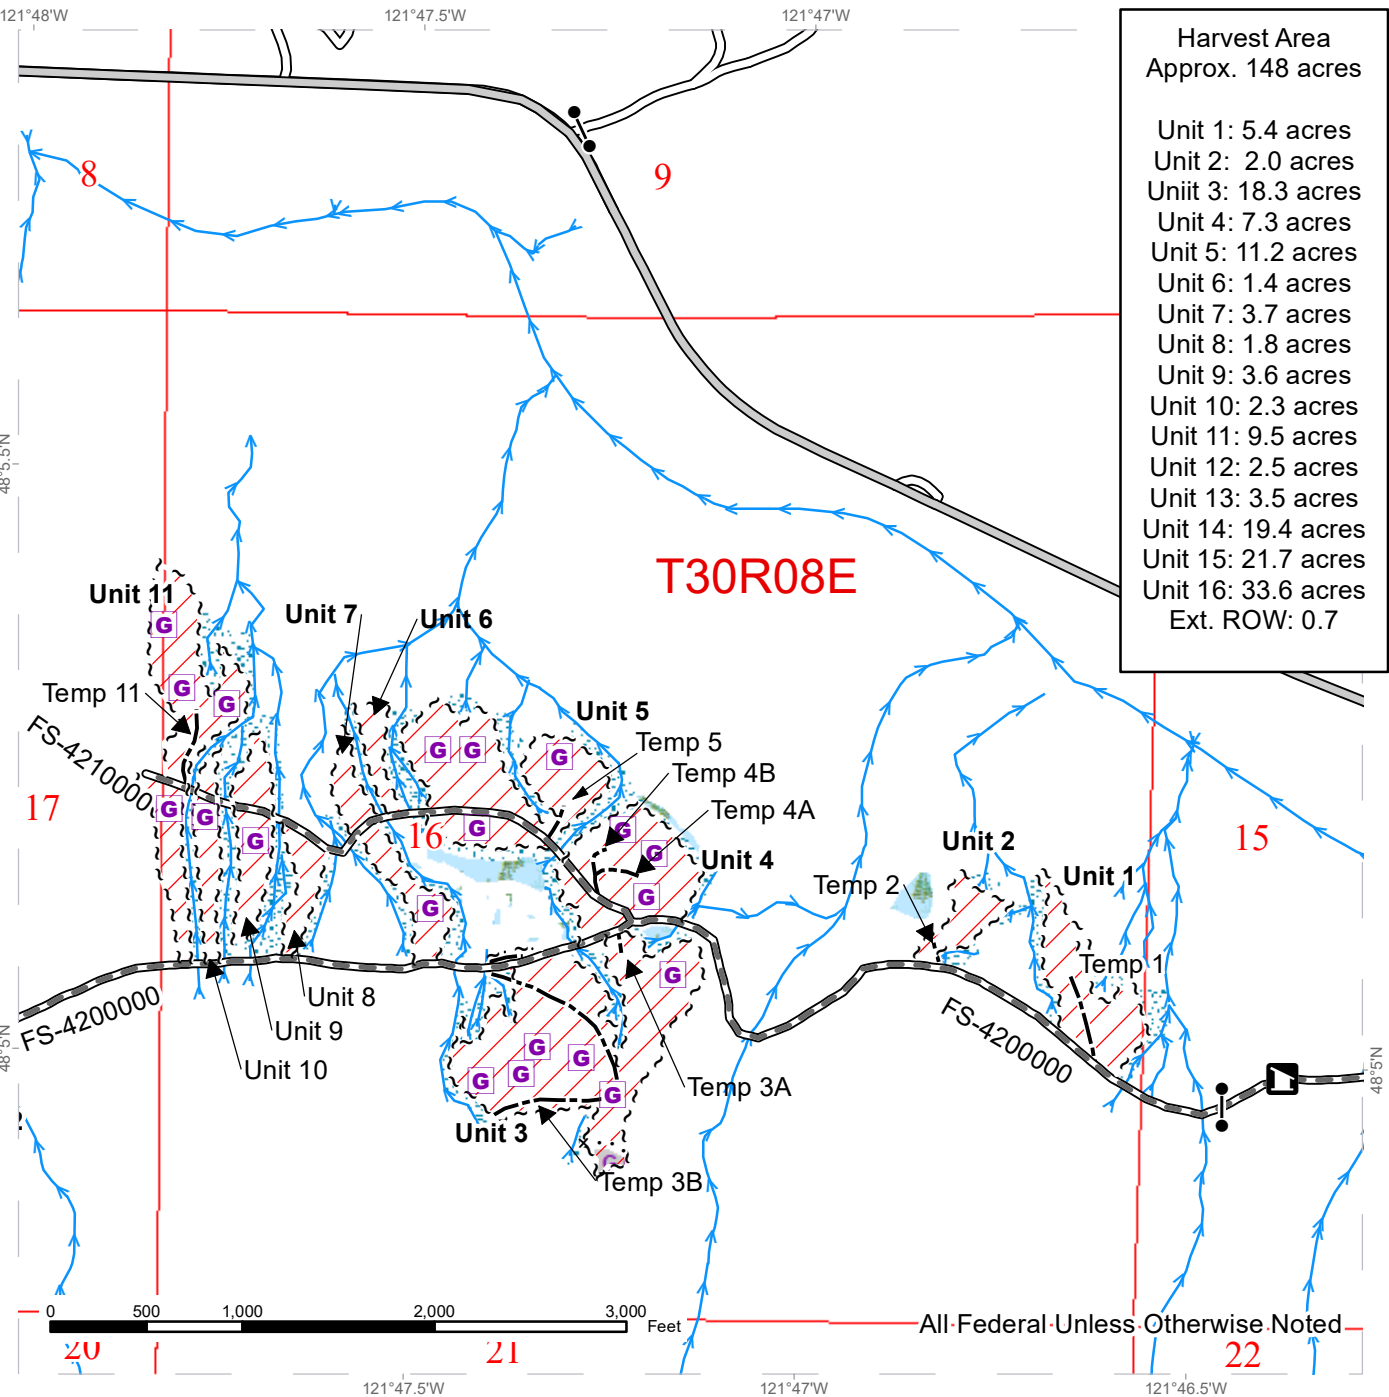 121°48'W
121°47.5'W
121°47'W
Harvest Area
Approx. 148 acres
Unit 1: 5.4 acres
Unit 2: 2.0 acres
Uniit 3: 18.3 acres
Unit 4: 7.3 acres
Unit 5: 11.2 acres
Unit 6: 1.4 acres
Unit 7: 3.7 acres
Unit 8: 1.8 acres
Unit 9: 3.6 acres
Unit 10: 2.3 acres
Unit 11: 9.5 acres
Unit 12: 2.5 acres
Unit 13: 3.5 acres
Unit 14: 19.4 acres
Unit 15: 21.7 acres
Unit 16: 33.6 acres
Ext. ROW: 0.7
8
9
48°5.5'N
T30R08E
Unit 11
G
Unit 7
Unit 6
Temp 11
G
G
Unit 5
FS-4210000
G
G
G
Temp 5
Temp 4B
17
G
G
G
16
G
G
Temp 4A
15
G
G
Unit 4
Unit 2
Unit 1
Temp 2
G
G
Temp 1
G
Unit 8
FS-4200000
Unit 9
FS-4200000
48°5'N
Unit 10
G
G
G
G
G
Temp 3A
48°5'N
Unit 3
G
Temp 3B
0
500
1,000
2,000
3,000
Feet
All Federal Unless Otherwise Noted
20
21
22
121°47.5'W
121°47'W
121°46.5'W